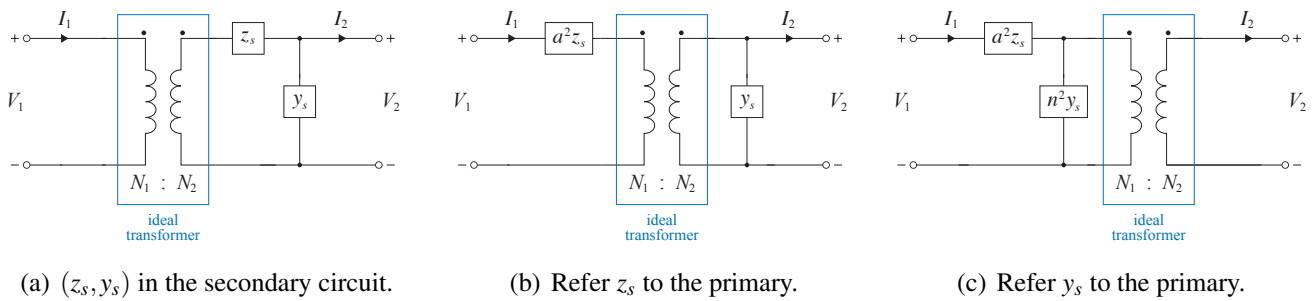 I₁ I₂
+ zₛ +
V₁ yₛ V₂
− −
N₁ : N₂
ideal
transformer
(a) (zₛ, yₛ) in the secondary circuit.
I₁ I₂
+ a²zₛ +
V₁ yₛ V₂
− −
N₁ : N₂
ideal
transformer
(b) Refer zₛ to the primary.
I₁ I₂
+ a²zₛ +
V₁ n²yₛ V₂
− −
N₁ : N₂
ideal
transformer
(c) Refer yₛ to the primary.